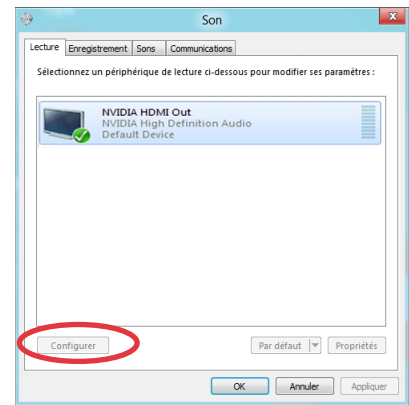 Son
Lecture Enregistrement Sons Communications
Sélectionnez un périphérique de lecture ci-dessous pour modifier ses paramètres :
NVIDIA HDMI Out
NVIDIA High Definition Audio
Default Device
Configurer Par défaut Propriétés
OK Annuler Appliquer